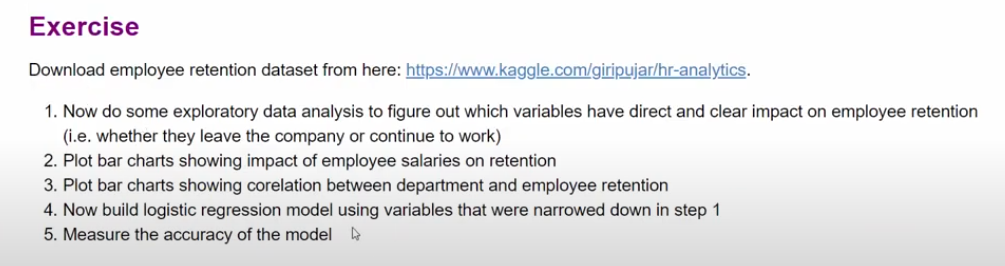 Exercise
Download employee retention dataset from here: https://www.kaggle.com/giripujar/hr-analytics.
1. Now do some exploratory data analysis to figure out which variables have direct and clear impact on employee retention
(i.e. whether they leave the company or continue to work)
2. Plot bar charts showing impact of employee salaries on retention
3. Plot bar charts showing corelation between department and employee retention
4. Now build logistic regression model using variables that were narrowed down in step 1
5. Measure the accuracy of the model